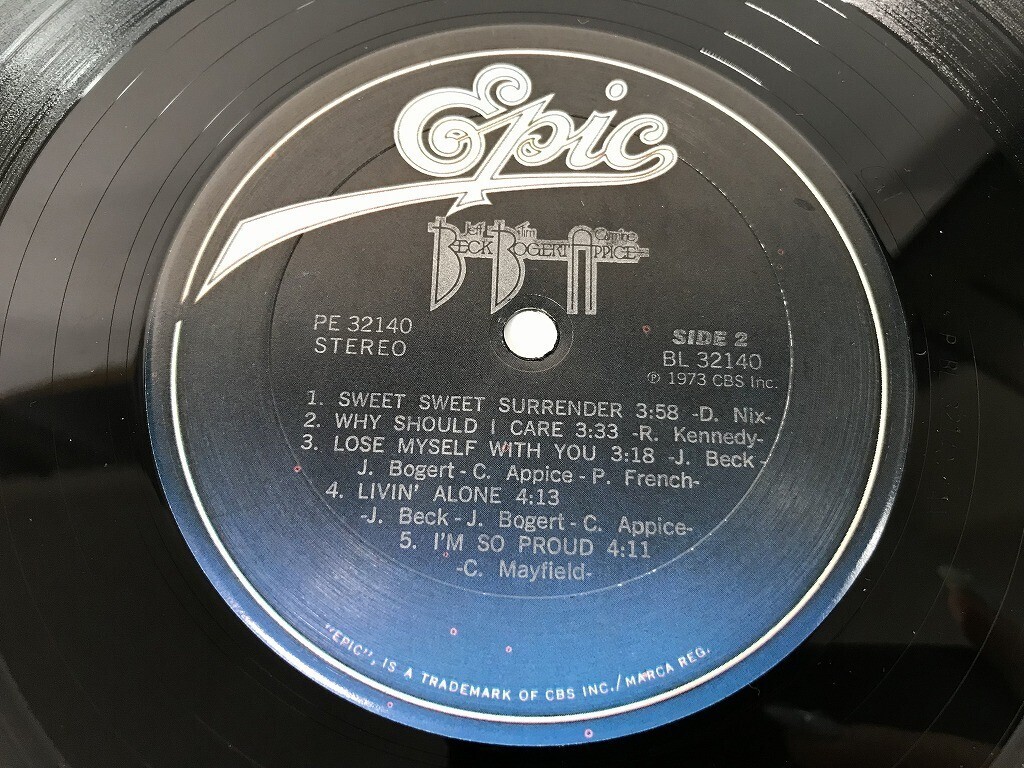 Epic
Jeff Tim Carmine
BECK BOGERT APPICE
PE 32140
STEREO
SIDE 2
BL 32140
℗ 1973 CBS Inc.
1. SWEET SWEET SURRENDER 3:58 -D. Nix-
2. WHY SHOULD I CARE 3:33 -R. Kennedy-
3. LOSE MYSELF WITH YOU 3:18 -J. Beck-
J. Bogert - C. Appice - P. French-
4. LIVIN' ALONE 4:13
-J. Beck - J. Bogert - C. Appice-
5. I'M SO PROUD 4:11
-C. Mayfield-
"EPIC", IS A TRADEMARK OF CBS INC./MARCA REG.